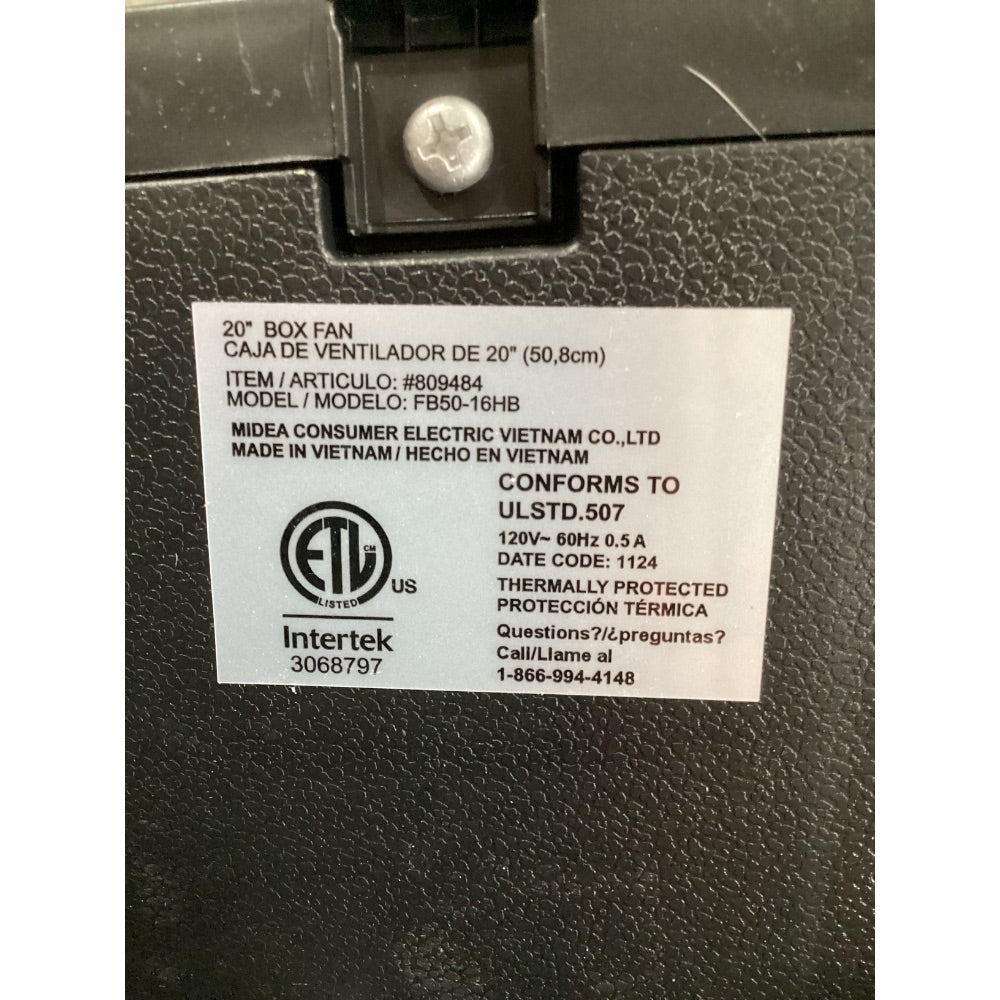 20" BOX FAN
CAJA DE VENTILADOR DE 20" (50,8cm)
ITEM / ARTICULO: #809484
MODEL / MODELO: FB50-16HB
MIDEA CONSUMER ELECTRIC VIETNAM CO.,LTD
MADE IN VIETNAM / HECHO EN VIETNAM
CONFORMS TO
ULSTD.507
120V~ 60Hz 0.5 A
DATE CODE: 1124
THERMALLY PROTECTED
PROTECCIÓN TÉRMICA
Questions?/¿preguntas?
Call/Llame al
1-866-994-4148
ETL CM
LISTED
US
Intertek
3068797